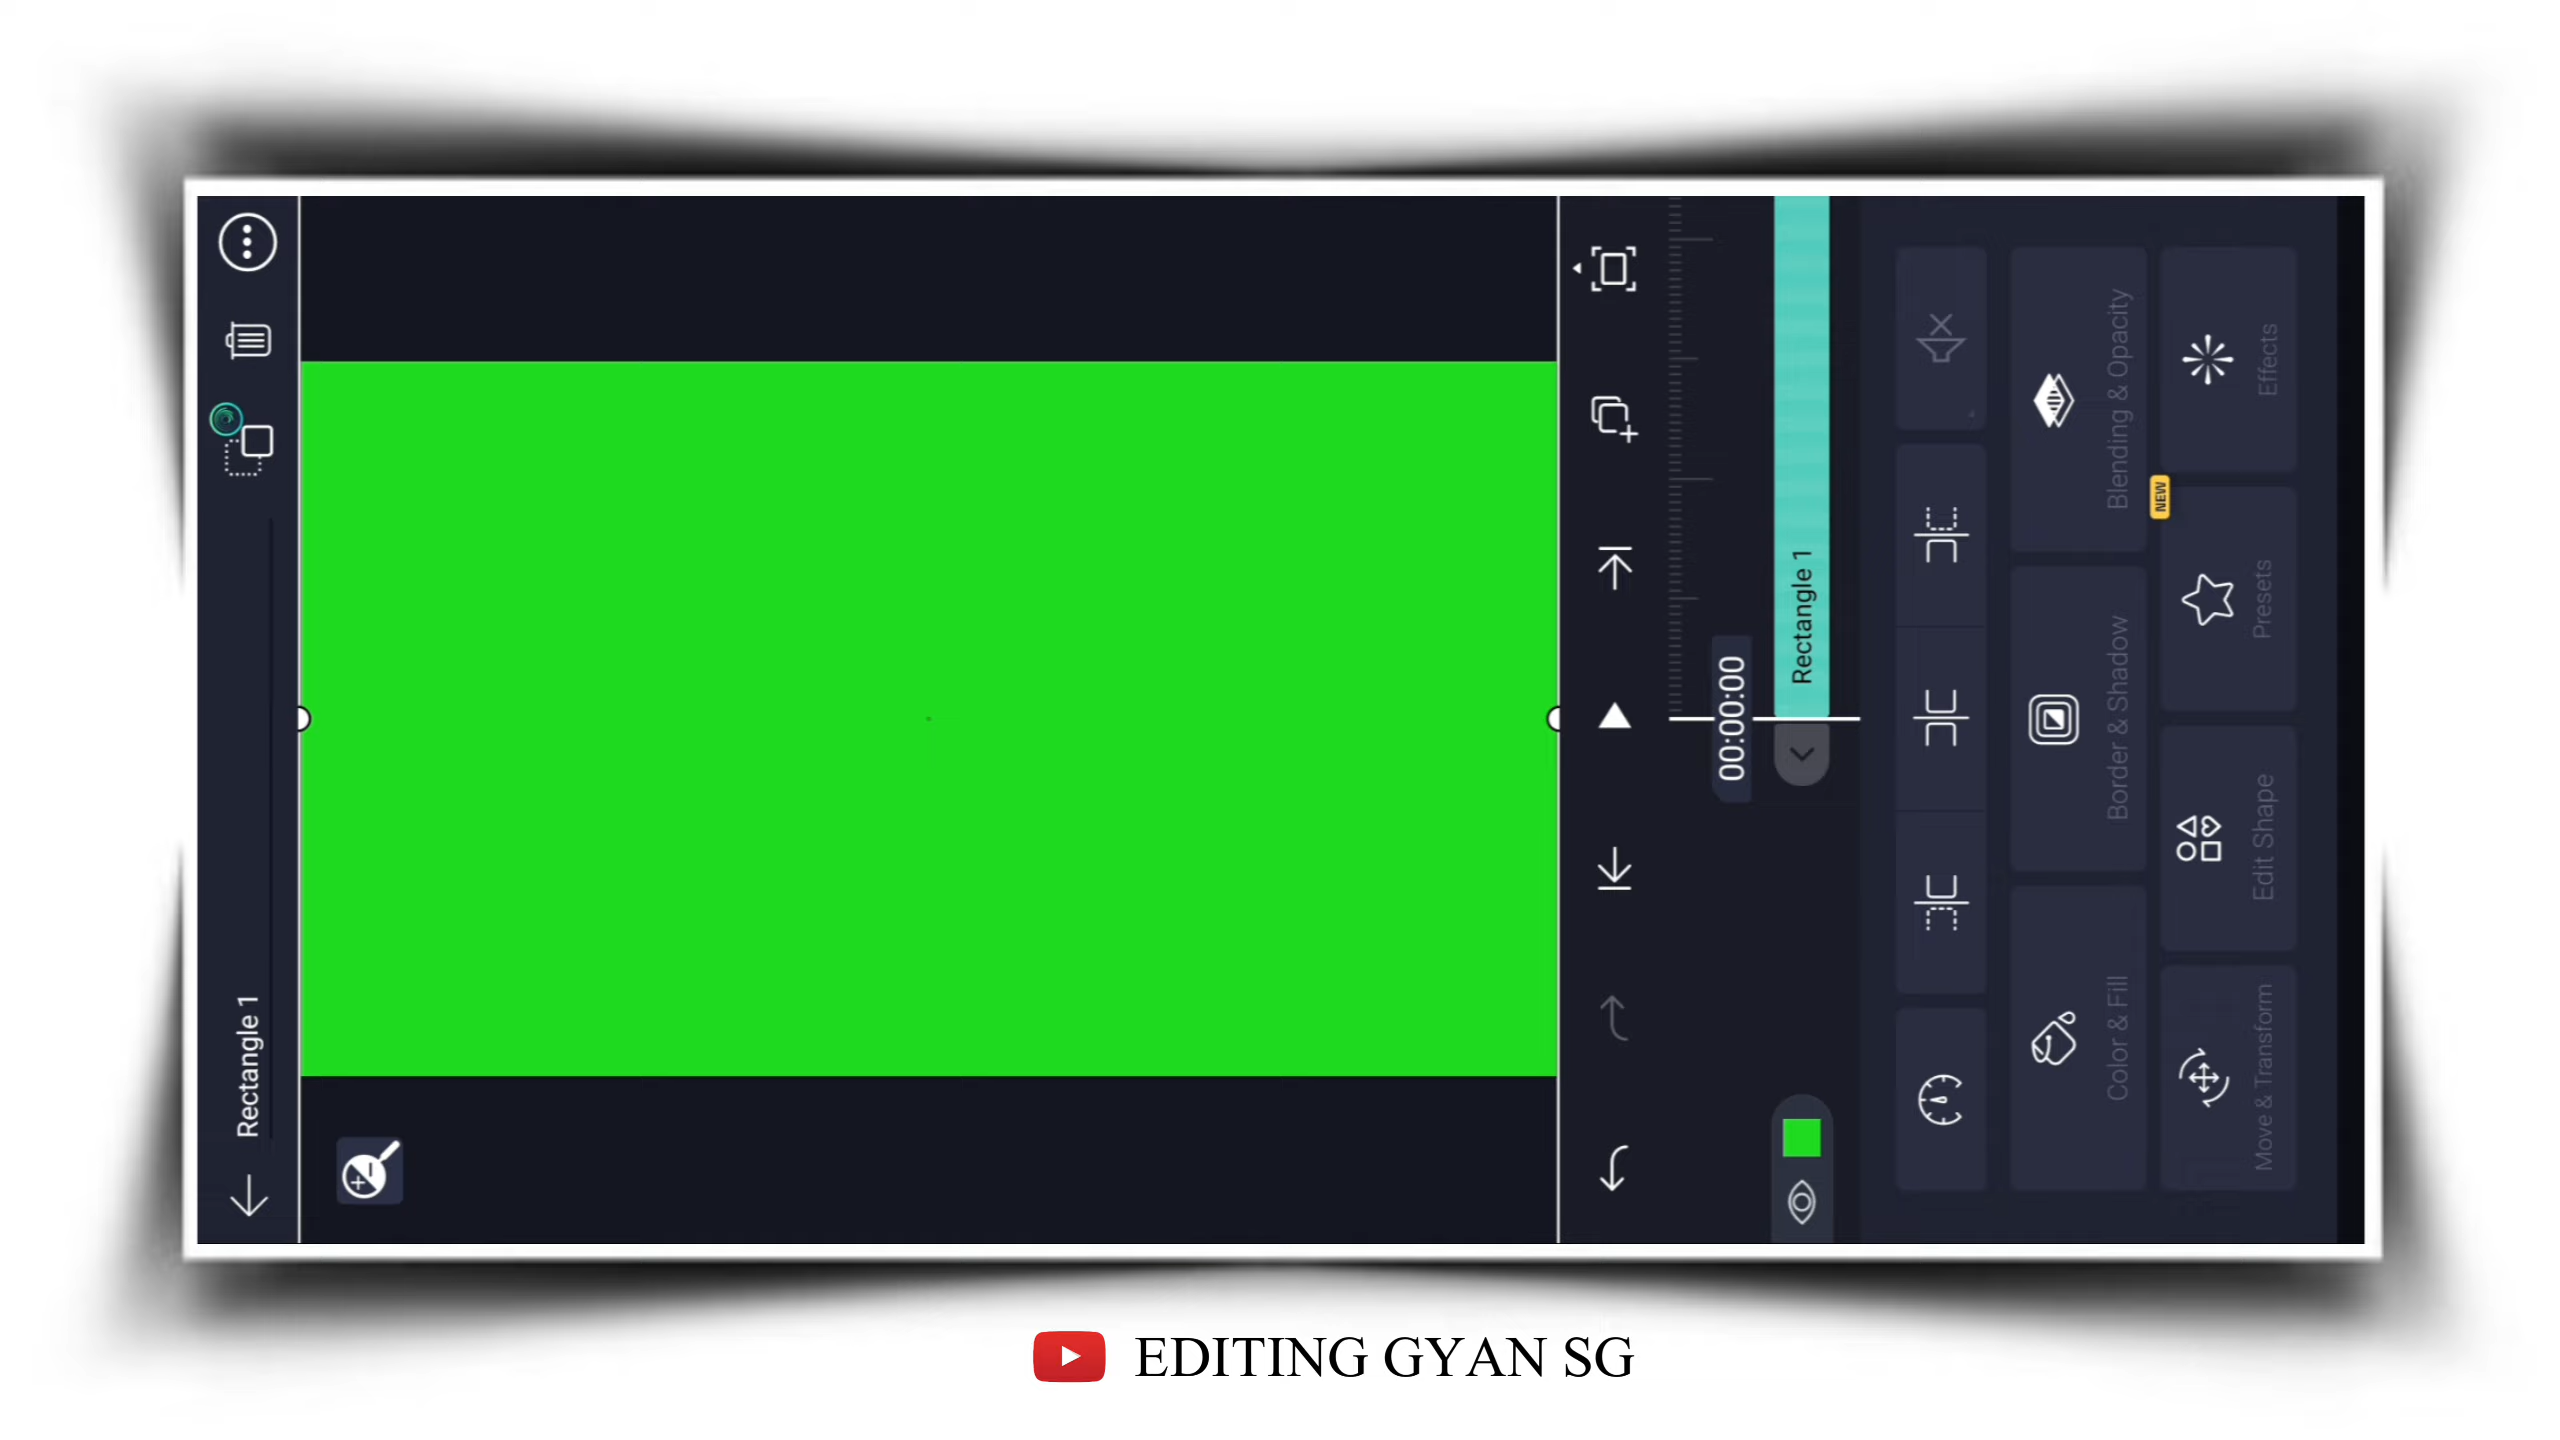 Rectangle 1
00:00:00
Rectangle 1
Color & Fill
Border & Shadow
Blending & Opacity
NEW
Move & Transform
Edit Shape
Presets
Effects
EDITING GYAN SG